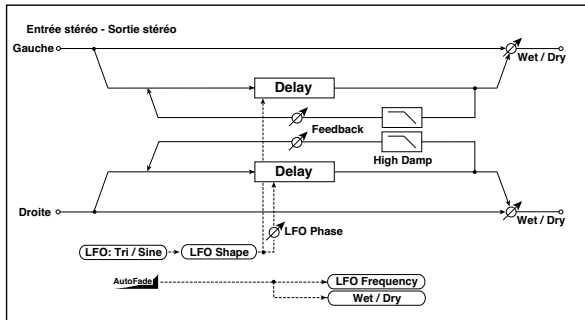 Entrée stéréo - Sortie stéréo
Gauche
Wet / Dry
Delay
Feedback
High Damp
Delay
Droite
Wet / Dry
LFO Phase
LFO: Tri / Sine
LFO Shape
AutoFade
LFO Frequency
Wet / Dry